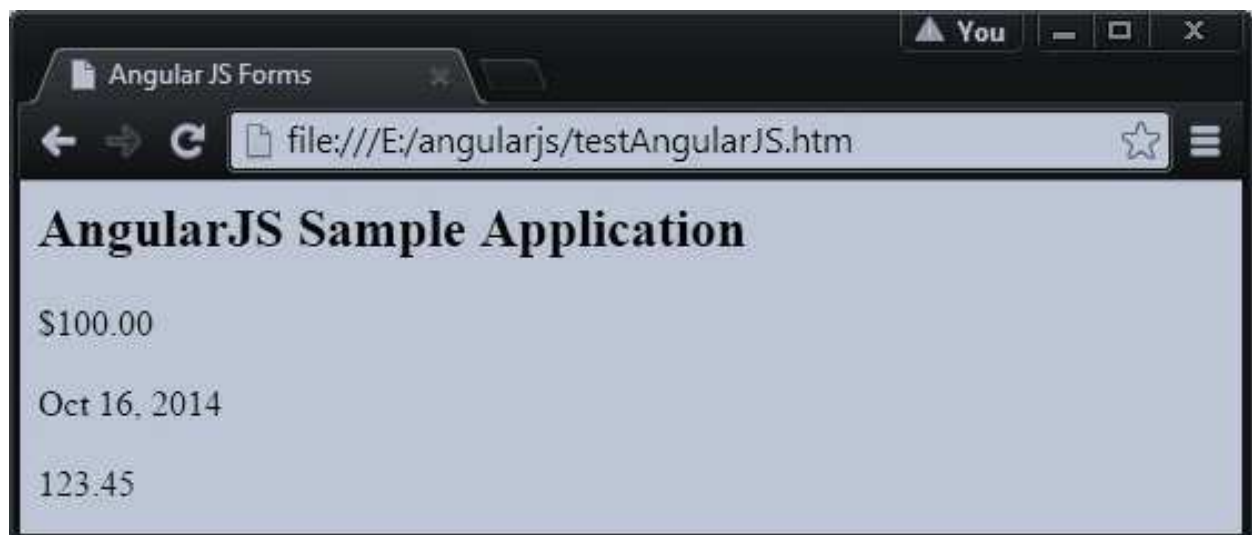 You
Angular JS Forms
file:///E:/angularjs/testAngularJS.htm
AngularJS Sample Application
$100.00
Oct 16, 2014
123.45